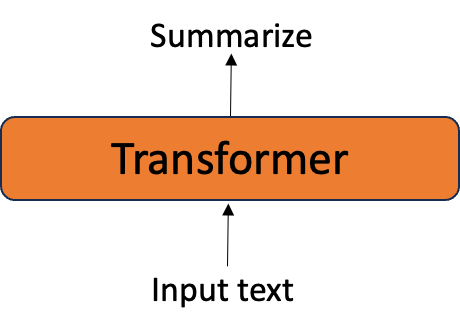 Summarize
Transformer
Input text